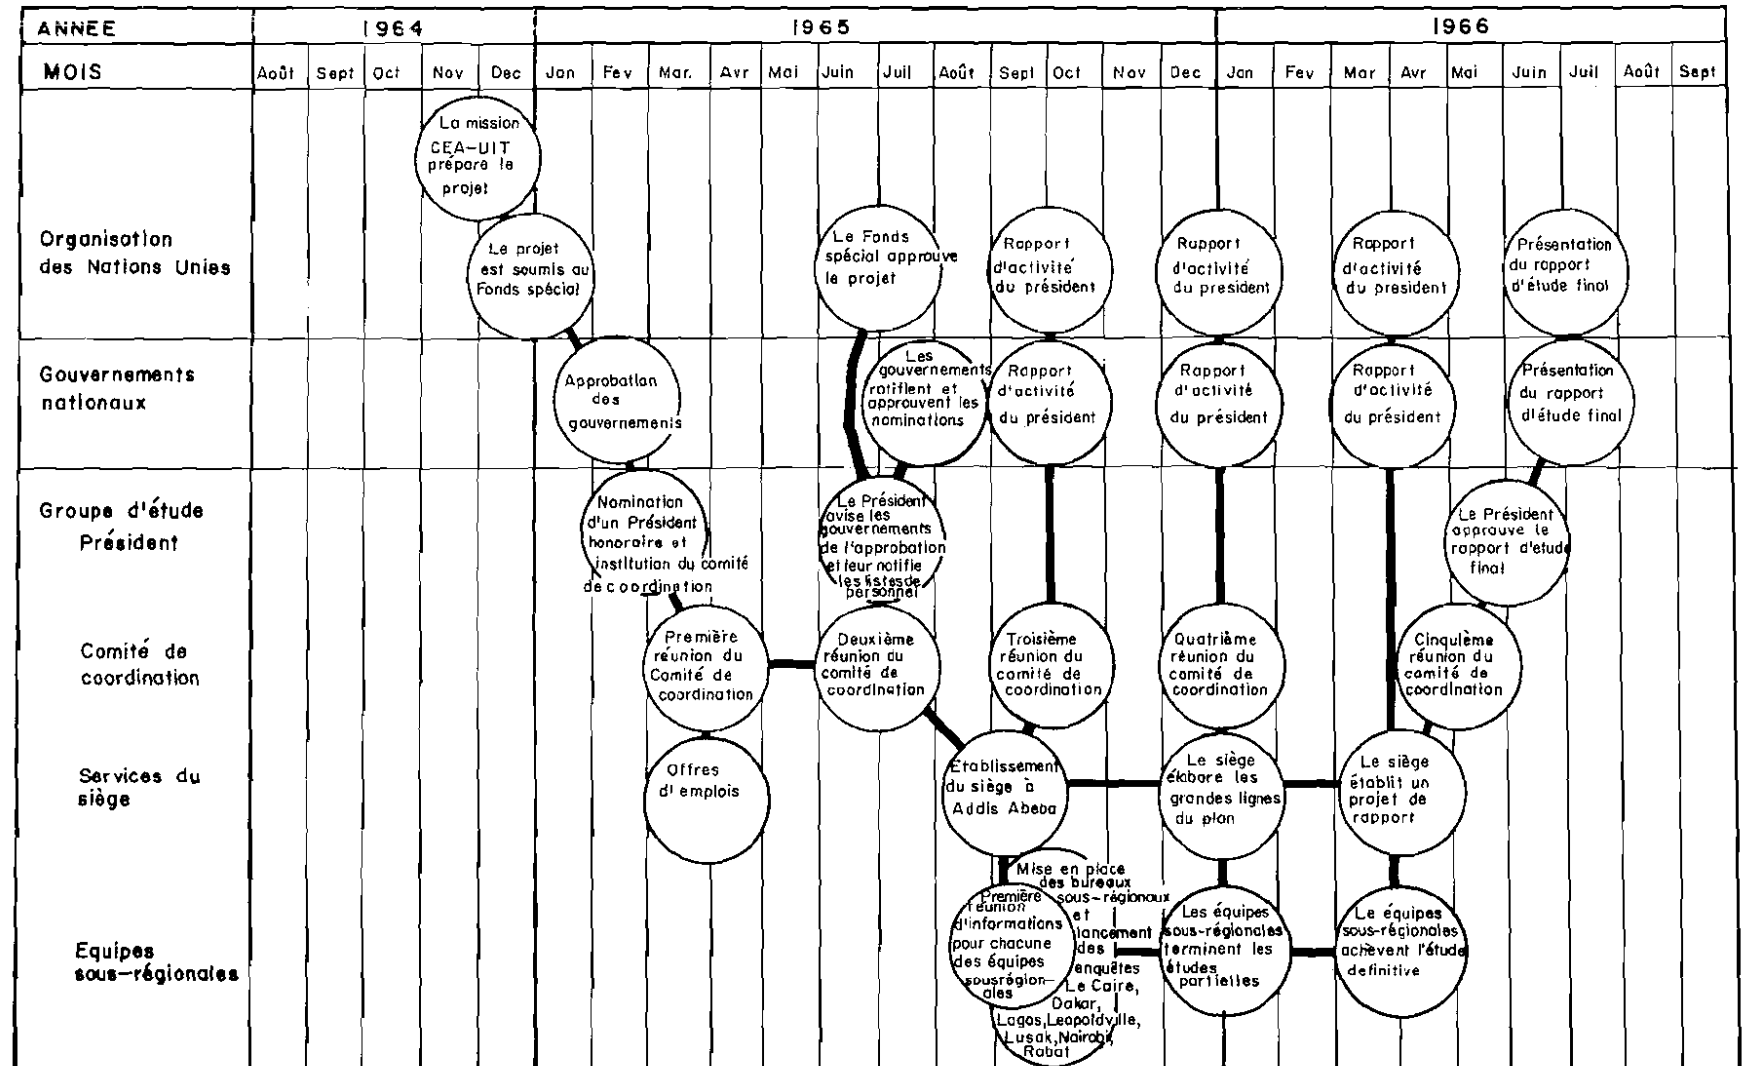 ANNEE 1964 1965 1966
MOIS Août Sept Oct Nov Dec Jan Fev Mar. Avr Mai Juin Juil Août Sept Oct Nov Dec Jan Fev Mar Avr Mai Juin Juil Août Sept
La mission
CEA-UIT
prépare le
projet
Organisation
des Nations Unies
Le projet
est soumis au
Fonds spécial
Le Fonds
spécial approuve
le projet
Rapport
d'activité
du président
Rapport
d'activité
du president
Rapport
d'activité
du president
Présentation
du rapport
d'étude final
Gouvernements
nationaux
Approbation
des
gouvernements
Les
gouvernements
ratifient et
approuvent les
nominations
Rapport
d'activité
du président
Rapport
d'activité
du président
Rapport
d'activité
du président
Présentation
du rapport
d'étude final
Groupe d'étude
Président
Nomination
d'un Président
honoraire et
institution du comité
de coordination
Le Président
avise les
gouvernements
de l'approbation
et leur notifie
les listes de
personnel
Le Président
approuve le
rapport d'etude
final
Comité de
coordination
Première
réunion du
Comité de
coordination
Deuxième
réunion du
comité de
coordination
Troisième
réunion du
comité de
coordination
Quatrième
réunion du
comité de
coordination
Cinquième
réunion du
comité de
coordination
Services du
siège
Offres
d'emplois
Etablissement
du siège à
Addis Abeba
Le siège
élabore les
grandes lignes
du plan
Le siège
établit un
projet de
rapport
Equipes
sous-régionales
Première
réunion
d'informations
pour chacune
des équipes
sousrégion-
ales
Mise en place
des bureaux
sous-régionaux
et
lancement
des
enquêtes
Le Caire,
Dakar,
Lagos, Leopoldville,
Lusak, Nairobi,
Rabat
Les équipes
sous-régionales
terminent les
études
partielles
Le équipes
sous-régionales
achèvent l'étude
definitive